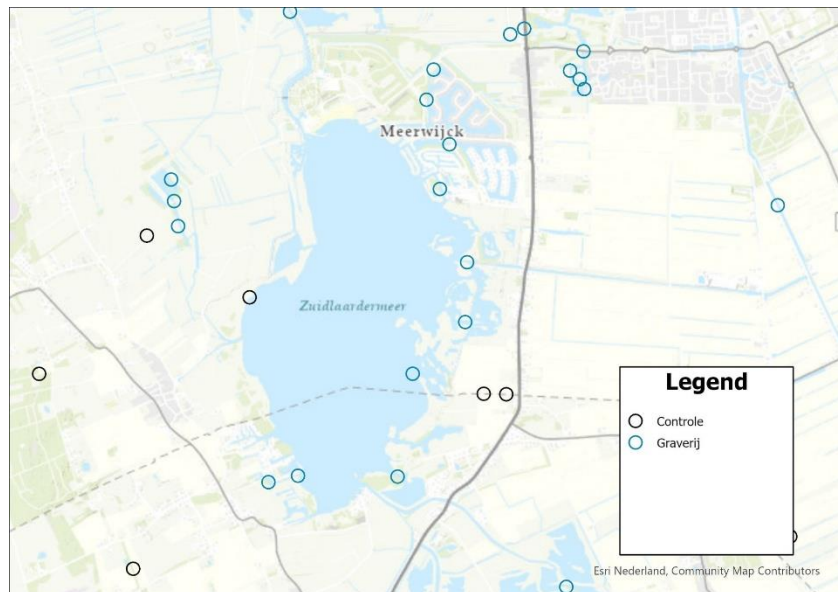 Meerwijck
Zuidlaardermeer
Legend
Controle
Graverij
Esri Nederland, Community Map Contributors